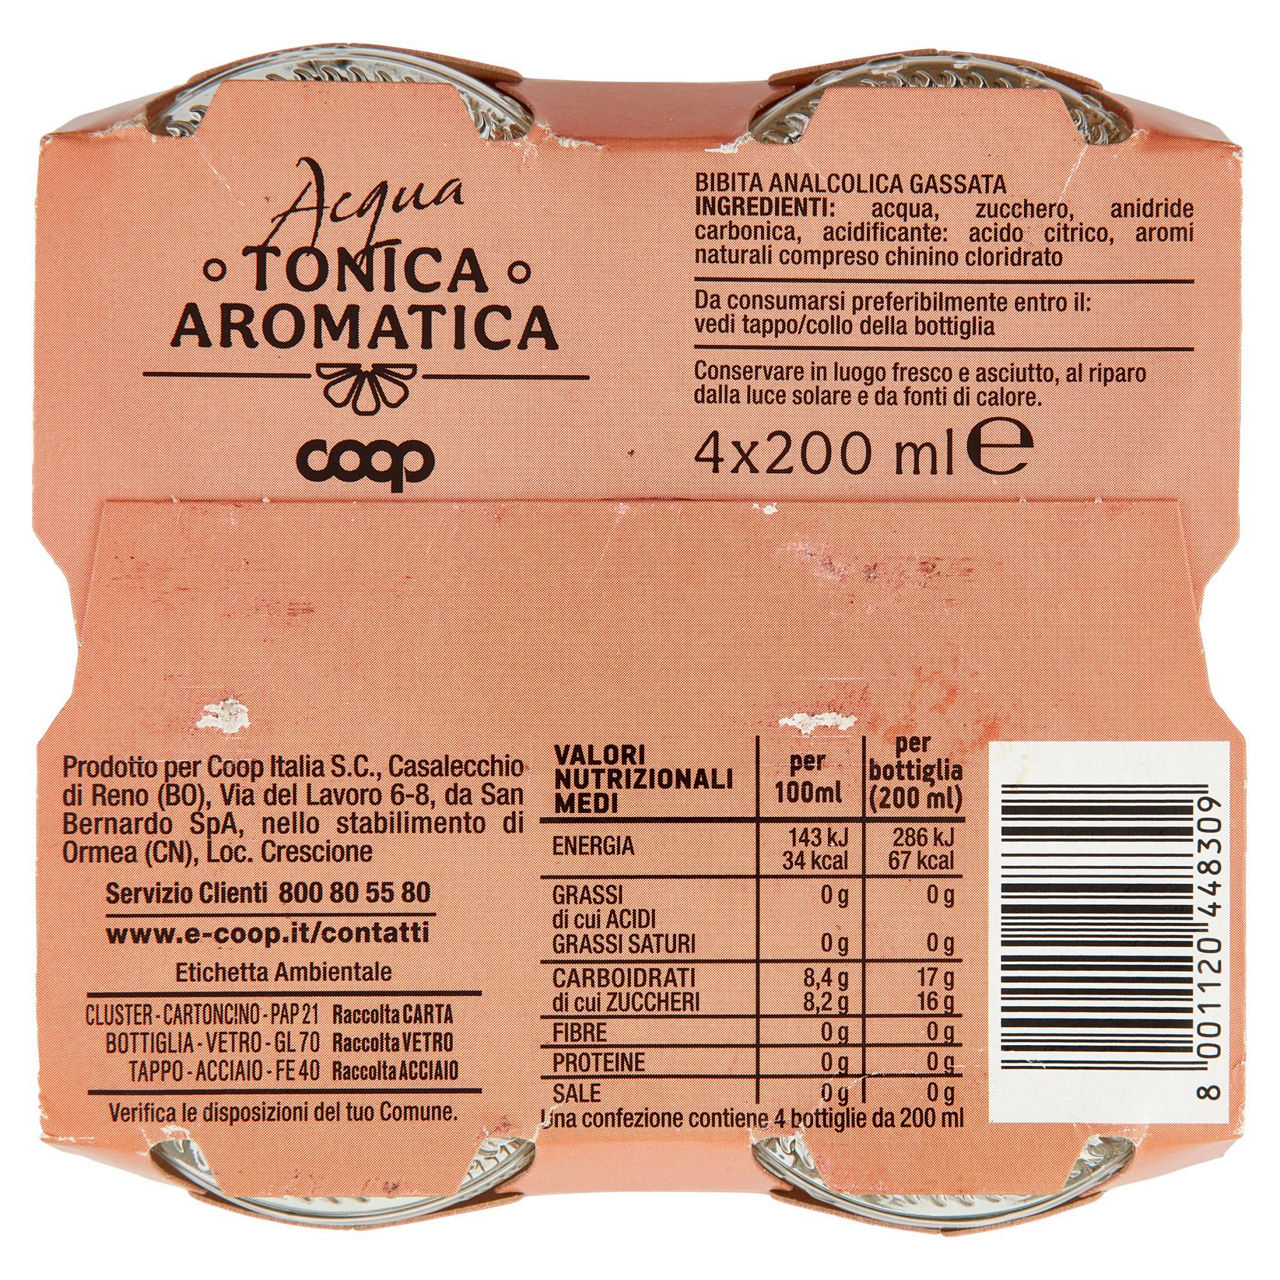 Acqua
TONICA
AROMATICA
coop
BIBITA ANALCOLICA GASSATA
INGREDIENTI: acqua, zucchero, anidride
carbonica, acidificante: acido citrico, aromi
naturali compreso chinino cloridrato
Da consumarsi preferibilmente entro il:
vedi tappo/collo della bottiglia
Conservare in luogo fresco e asciutto, al riparo
dalla luce solare e da fonti di calore.
4x200 ml e
Prodotto per Coop Italia S.C., Casalecchio
di Reno (BO), Via del Lavoro 6-8, da San
Bernardo SpA, nello stabilimento di
Ormea (CN), Loc. Crescione
Servizio Clienti 800 80 55 80
www.e-coop.it/contatti
Etichetta Ambientale
CLUSTER - CARTONCINO - PAP 21 Raccolta CARTA
BOTTIGLIA - VETRO - GL 70 Raccolta VETRO
TAPPO - ACCIAIO - FE 40 Raccolta ACCIAIO
Verifica le disposizioni del tuo Comune.
VALORI NUTRIZIONALI MEDI per 100ml per bottiglia (200 ml)
ENERGIA 143 kJ 286 kJ
34 kcal 67 kcal
GRASSI 0 g 0 g
di cui ACIDI
GRASSI SATURI 0 g 0 g
CARBOIDRATI 8,4 g 17 g
di cui ZUCCHERI 8,2 g 16 g
FIBRE 0 g 0 g
PROTEINE 0 g 0 g
SALE 0 g 0 g
Una confezione contiene 4 bottiglie da 200 ml
8 001120 448309